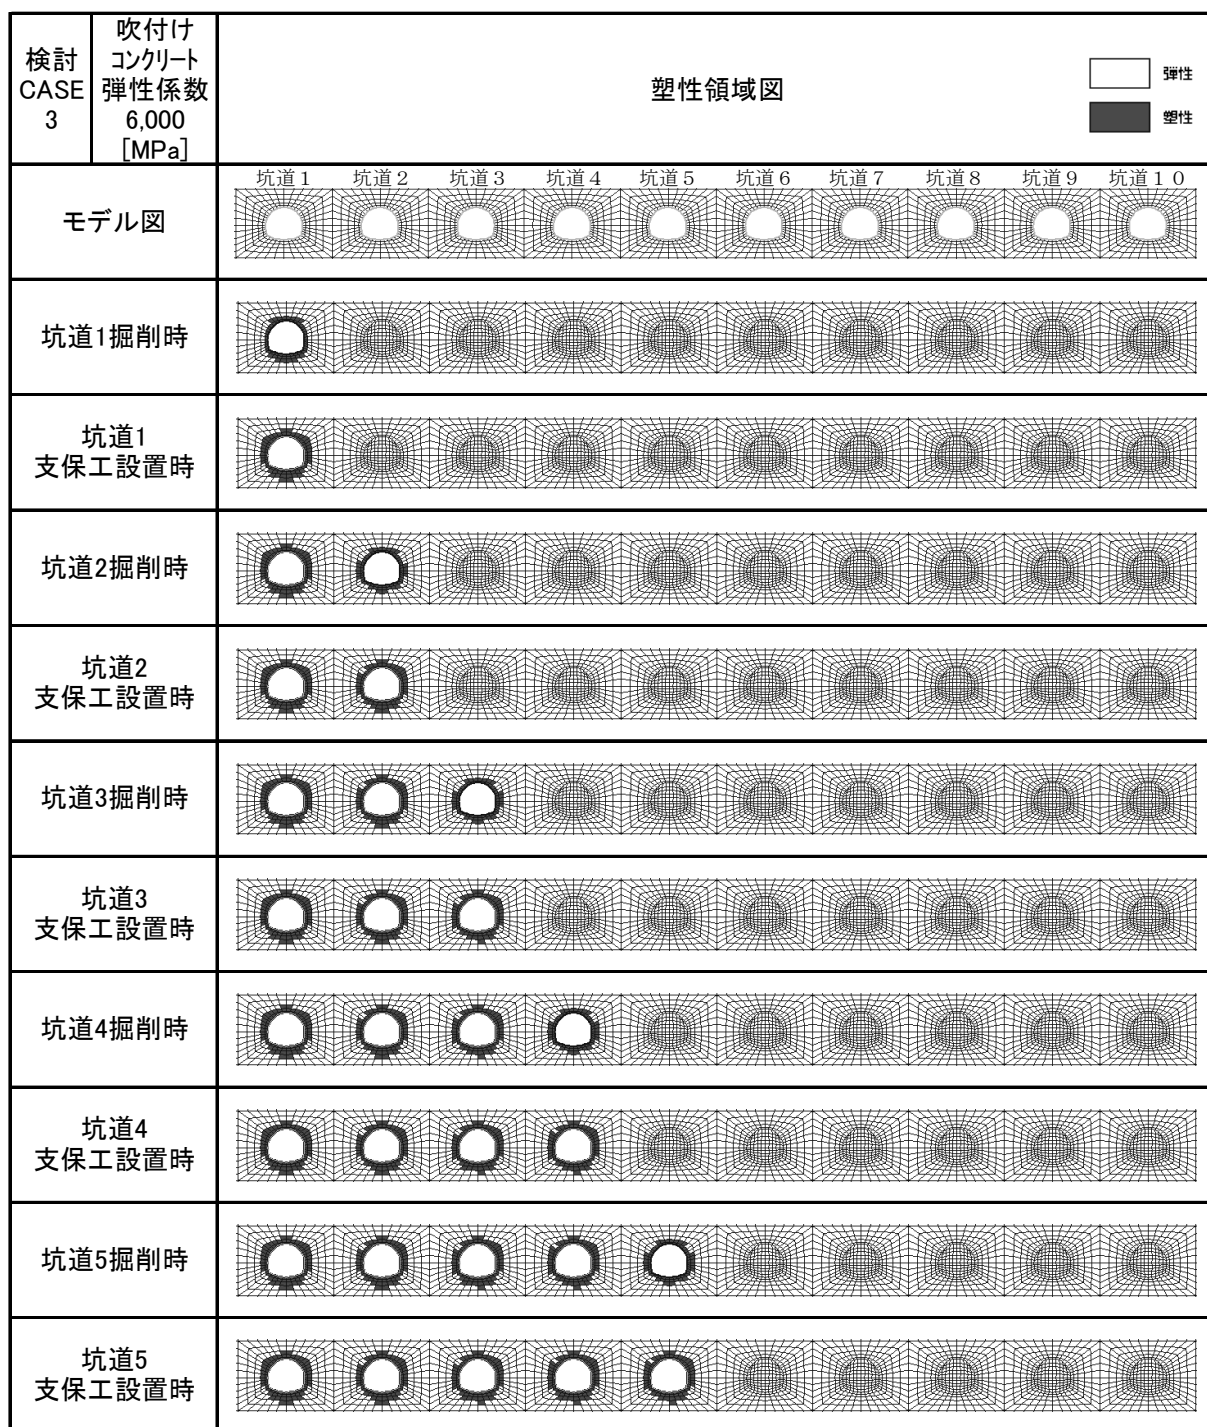 検討
CASE
3
吹付け
コンクリート
弾性係数
6,000
[MPa]
塑性領域図
弾性
塑性
モデル図
坑道1 坑道2 坑道3 坑道4 坑道5 坑道6 坑道7 坑道8 坑道9 坑道10
坑道1掘削時
坑道1
支保工設置時
坑道2掘削時
坑道2
支保工設置時
坑道3掘削時
坑道3
支保工設置時
坑道4掘削時
坑道4
支保工設置時
坑道5掘削時
坑道5
支保工設置時